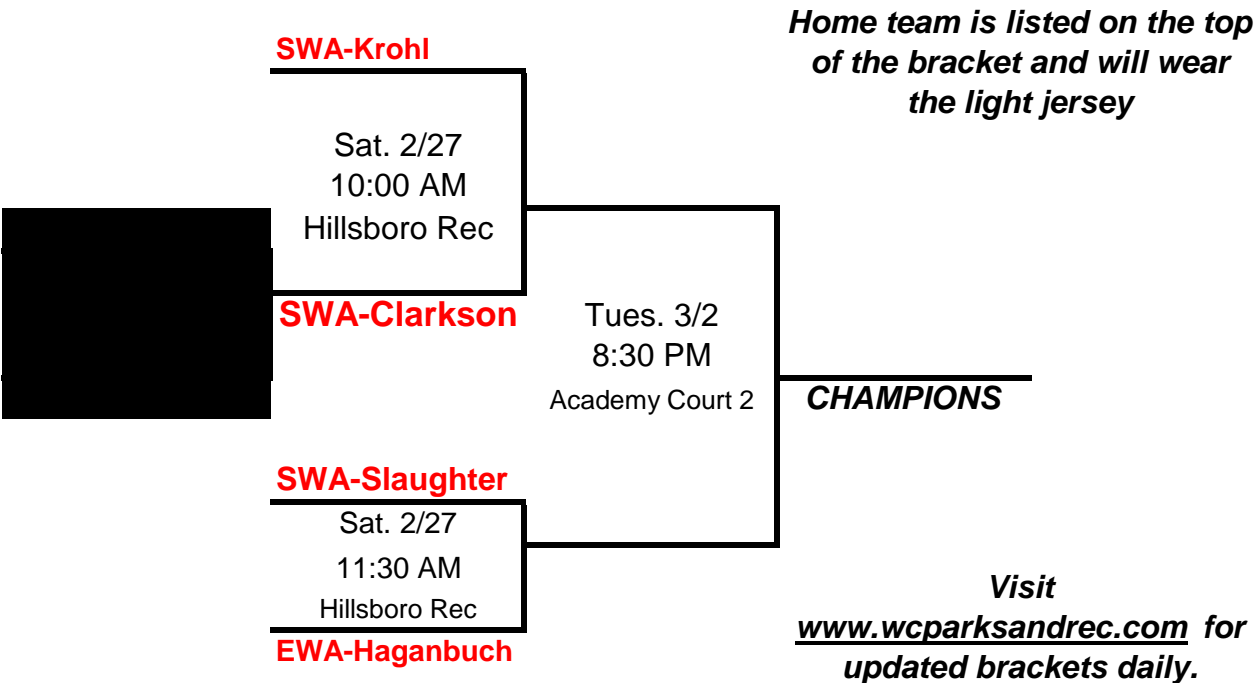 Home team is listed on the top
of the bracket and will wear
the light jersey
SWA-Krohl
Sat. 2/27
10:00 AM
Hillsboro Rec
SWA-Clarkson
Tues. 3/2
8:30 PM
Academy Court 2
CHAMPIONS
SWA-Slaughter
Sat. 2/27
11:30 AM
Hillsboro Rec
EWA-Haganbuch
Visit
www.wcparksandrec.com for
updated brackets daily.